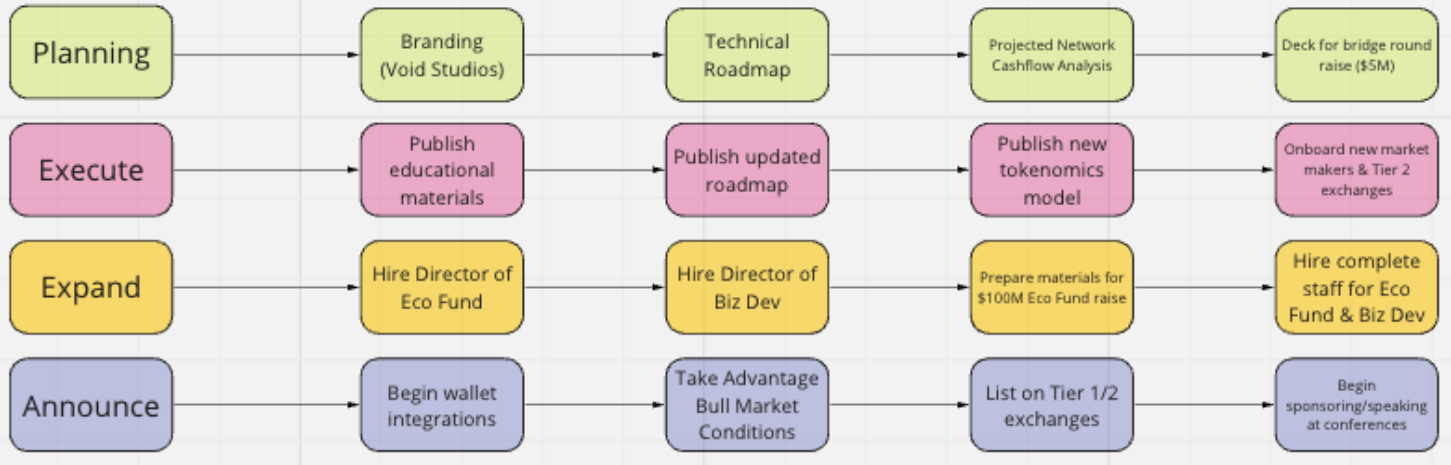 Planning
Branding
(Void Studios)
Technical
Roadmap
Projected Network
Cashflow Analysis
Deck for bridge round
raise ($5M)
Execute
Publish
educational
materials
Publish updated
roadmap
Publish new
tokenomics
model
Onboard new market
makers & Tier 2
exchanges
Expand
Hire Director of
Eco Fund
Hire Director of
Biz Dev
Prepare materials for
$100M Eco Fund raise
Hire complete
staff for Eco
Fund & Biz Dev
Announce
Begin wallet
integrations
Take Advantage
Bull Market
Conditions
List on Tier 1/2
exchanges
Begin
sponsoring/speaking
at conferences